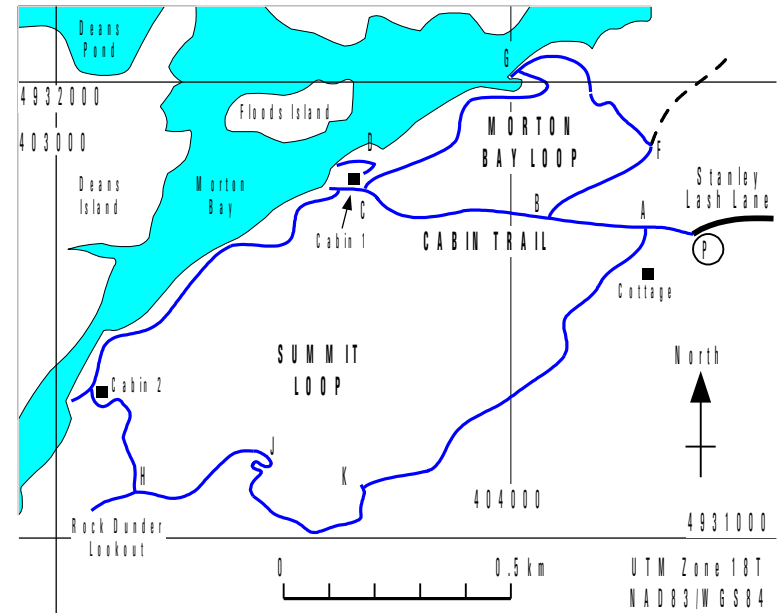 Deans
Pond
G
4932000
Floods Island
403000
MORTON
BAY LOOP
D
F
Stanley
Lash Lane
Deans
Island
Morton
Bay
C
B
A
Cabin 1
CABIN TRAIL
P
Cottage
SUMMIT
LOOP
North
Cabin 2
J
H
K
404000
Rock Dunder
Lookout
4931000
0
0.5km
UTM Zone 18T
NAD83/WGS84